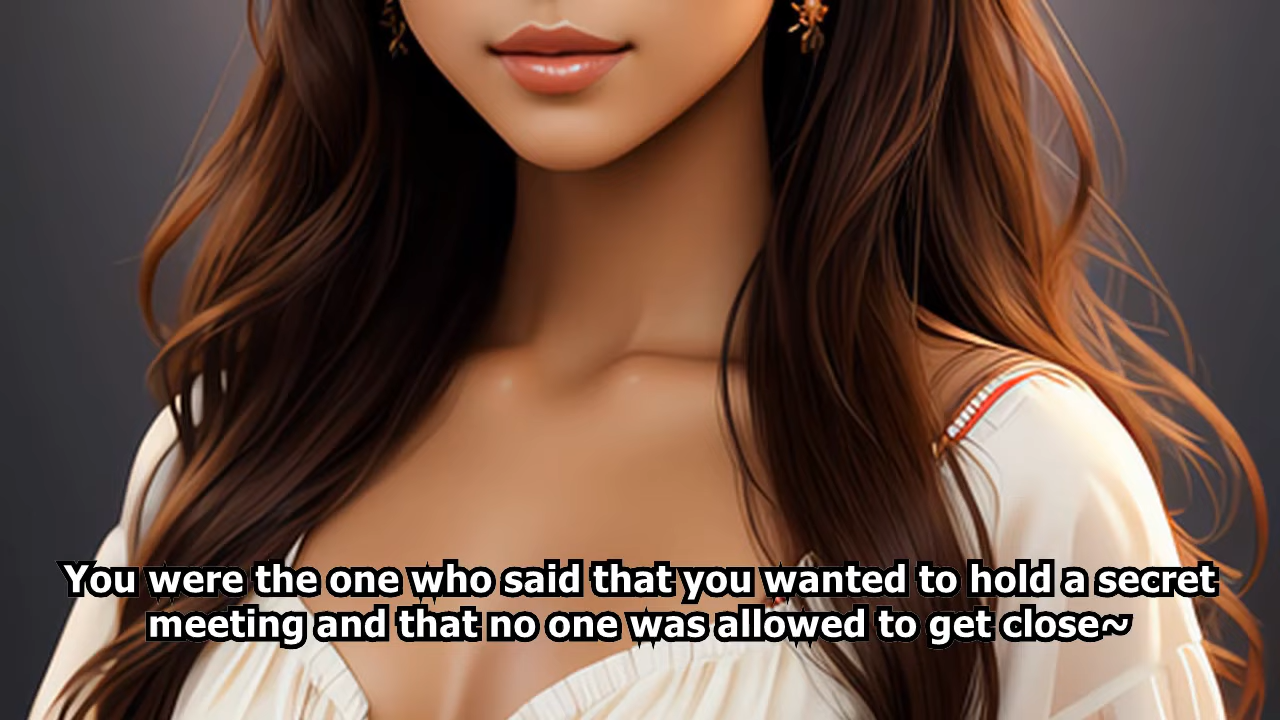 You were the one who said that you wanted to hold a secret
meeting and that no one was allowed to get close~